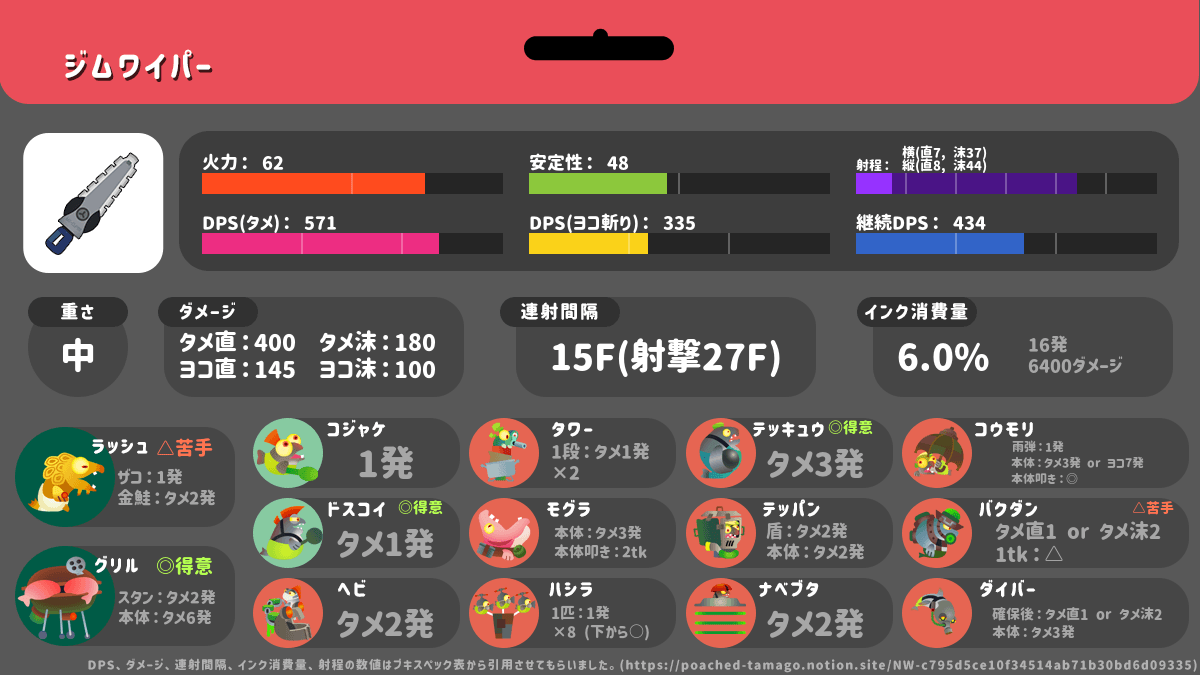 ジムワイパー
火力： 62
安定性： 48
射程： 横(直7, 沫37)
縦(直8, 沫44)
DPS(タメ)： 571
DPS(ヨコ斬り)： 335
継続DPS： 434
重さ
中
ダメージ
タメ直：400 タメ沫：180
ヨコ直：145 ヨコ沫：100
連射間隔
15F(射撃27F)
インク消費量
6.0%
16発
6400ダメージ
ラッシュ △苦手
ザコ：1発
金鮭：タメ2発
グリル ◎得意
スタン：タメ2発
本体：タメ6発
コジャケ
1発
ドスコイ ◎得意
タメ1発
ヘビ
タメ2発
タワー
1段：タメ1発
×2
モグラ
本体：タメ3発
本体叩き：2tk
ハシラ
1匹：1発
×8 (下から○)
テッキュウ ◎得意
タメ3発
テッパン
盾：タメ2発
本体：タメ2発
ナベブタ
タメ2発
コウモリ
雨弾：1発
本体：タメ3発 or ヨコ7発
本体叩き：◎
バクダン △苦手
タメ直1 or タメ沫2
1tk：△
ダイバー
確保後：タメ直1 or タメ沫2
本体：タメ3発
DPS、ダメージ、連射間隔、インク消費量、射程の数値はブキスペック表から引用させてもらいました。(https://poached-tamago.notion.site/NW-c795d5ce10f34514ab71b30bd6d09335)